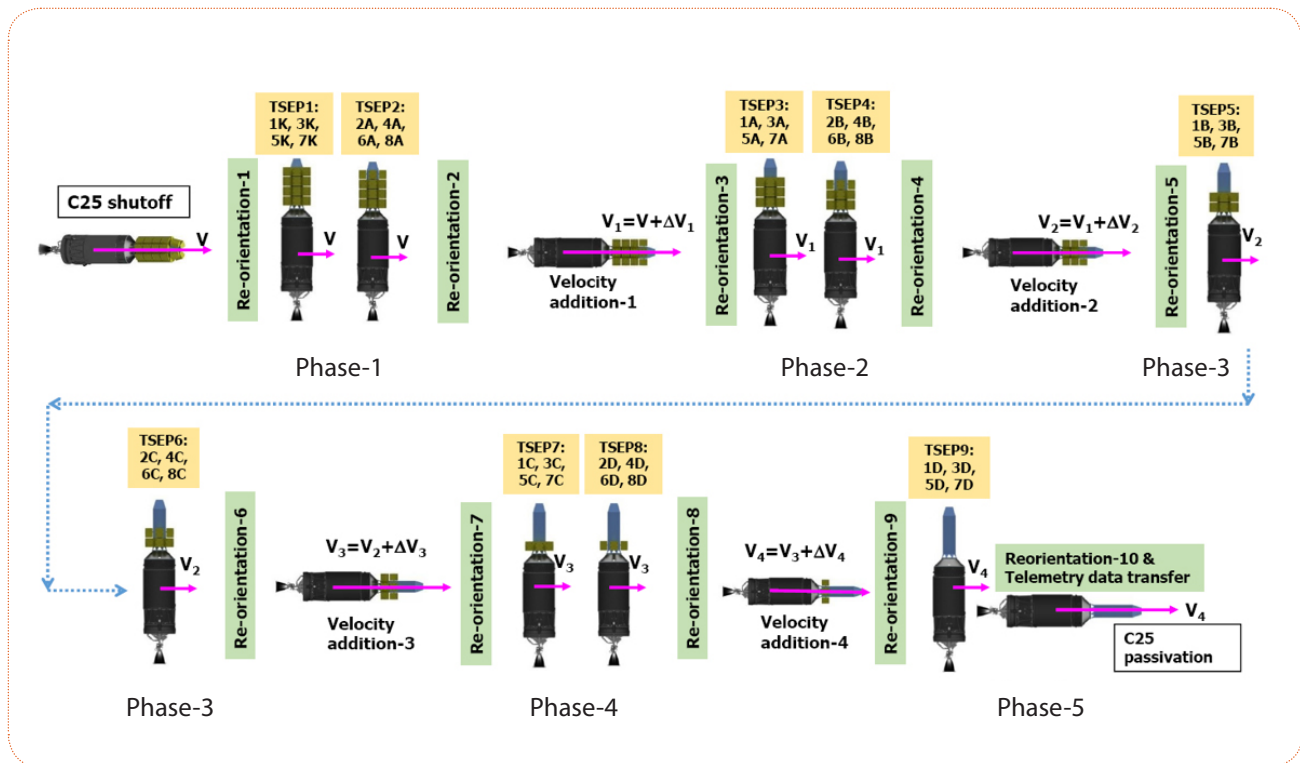 C25 shutoff
V
Re-orientation-1
TSEP1:
1K, 3K,
5K, 7K
V
TSEP2:
2A, 4A,
6A, 8A
V
Re-orientation-2
Phase-1
V₁=V+ΔV₁
Velocity
addition-1
Re-orientation-3
TSEP3:
1A, 3A,
5A, 7A
V₁
TSEP4:
2B, 4B,
6B, 8B
V₁
Re-orientation-4
Phase-2
V₂=V₁+ΔV₂
Velocity
addition-2
Re-orientation-5
TSEP5:
1B, 3B,
5B, 7B
V₂
Phase-3
TSEP6:
2C, 4C,
6C, 8C
V₂
Re-orientation-6
Phase-3
V₃=V₂+ΔV₃
Velocity
addition-3
Re-orientation-7
TSEP7:
1C, 3C,
5C, 7C
V₃
TSEP8:
2D, 4D,
6D, 8D
V₃
Re-orientation-8
Phase-4
V₄=V₃+ΔV₄
Velocity
addition-4
Re-orientation-9
TSEP9:
1D, 3D,
5D, 7D
V₄
Reorientation-10 &
Telemetry data transfer
V₄
C25
passivation
Phase-5